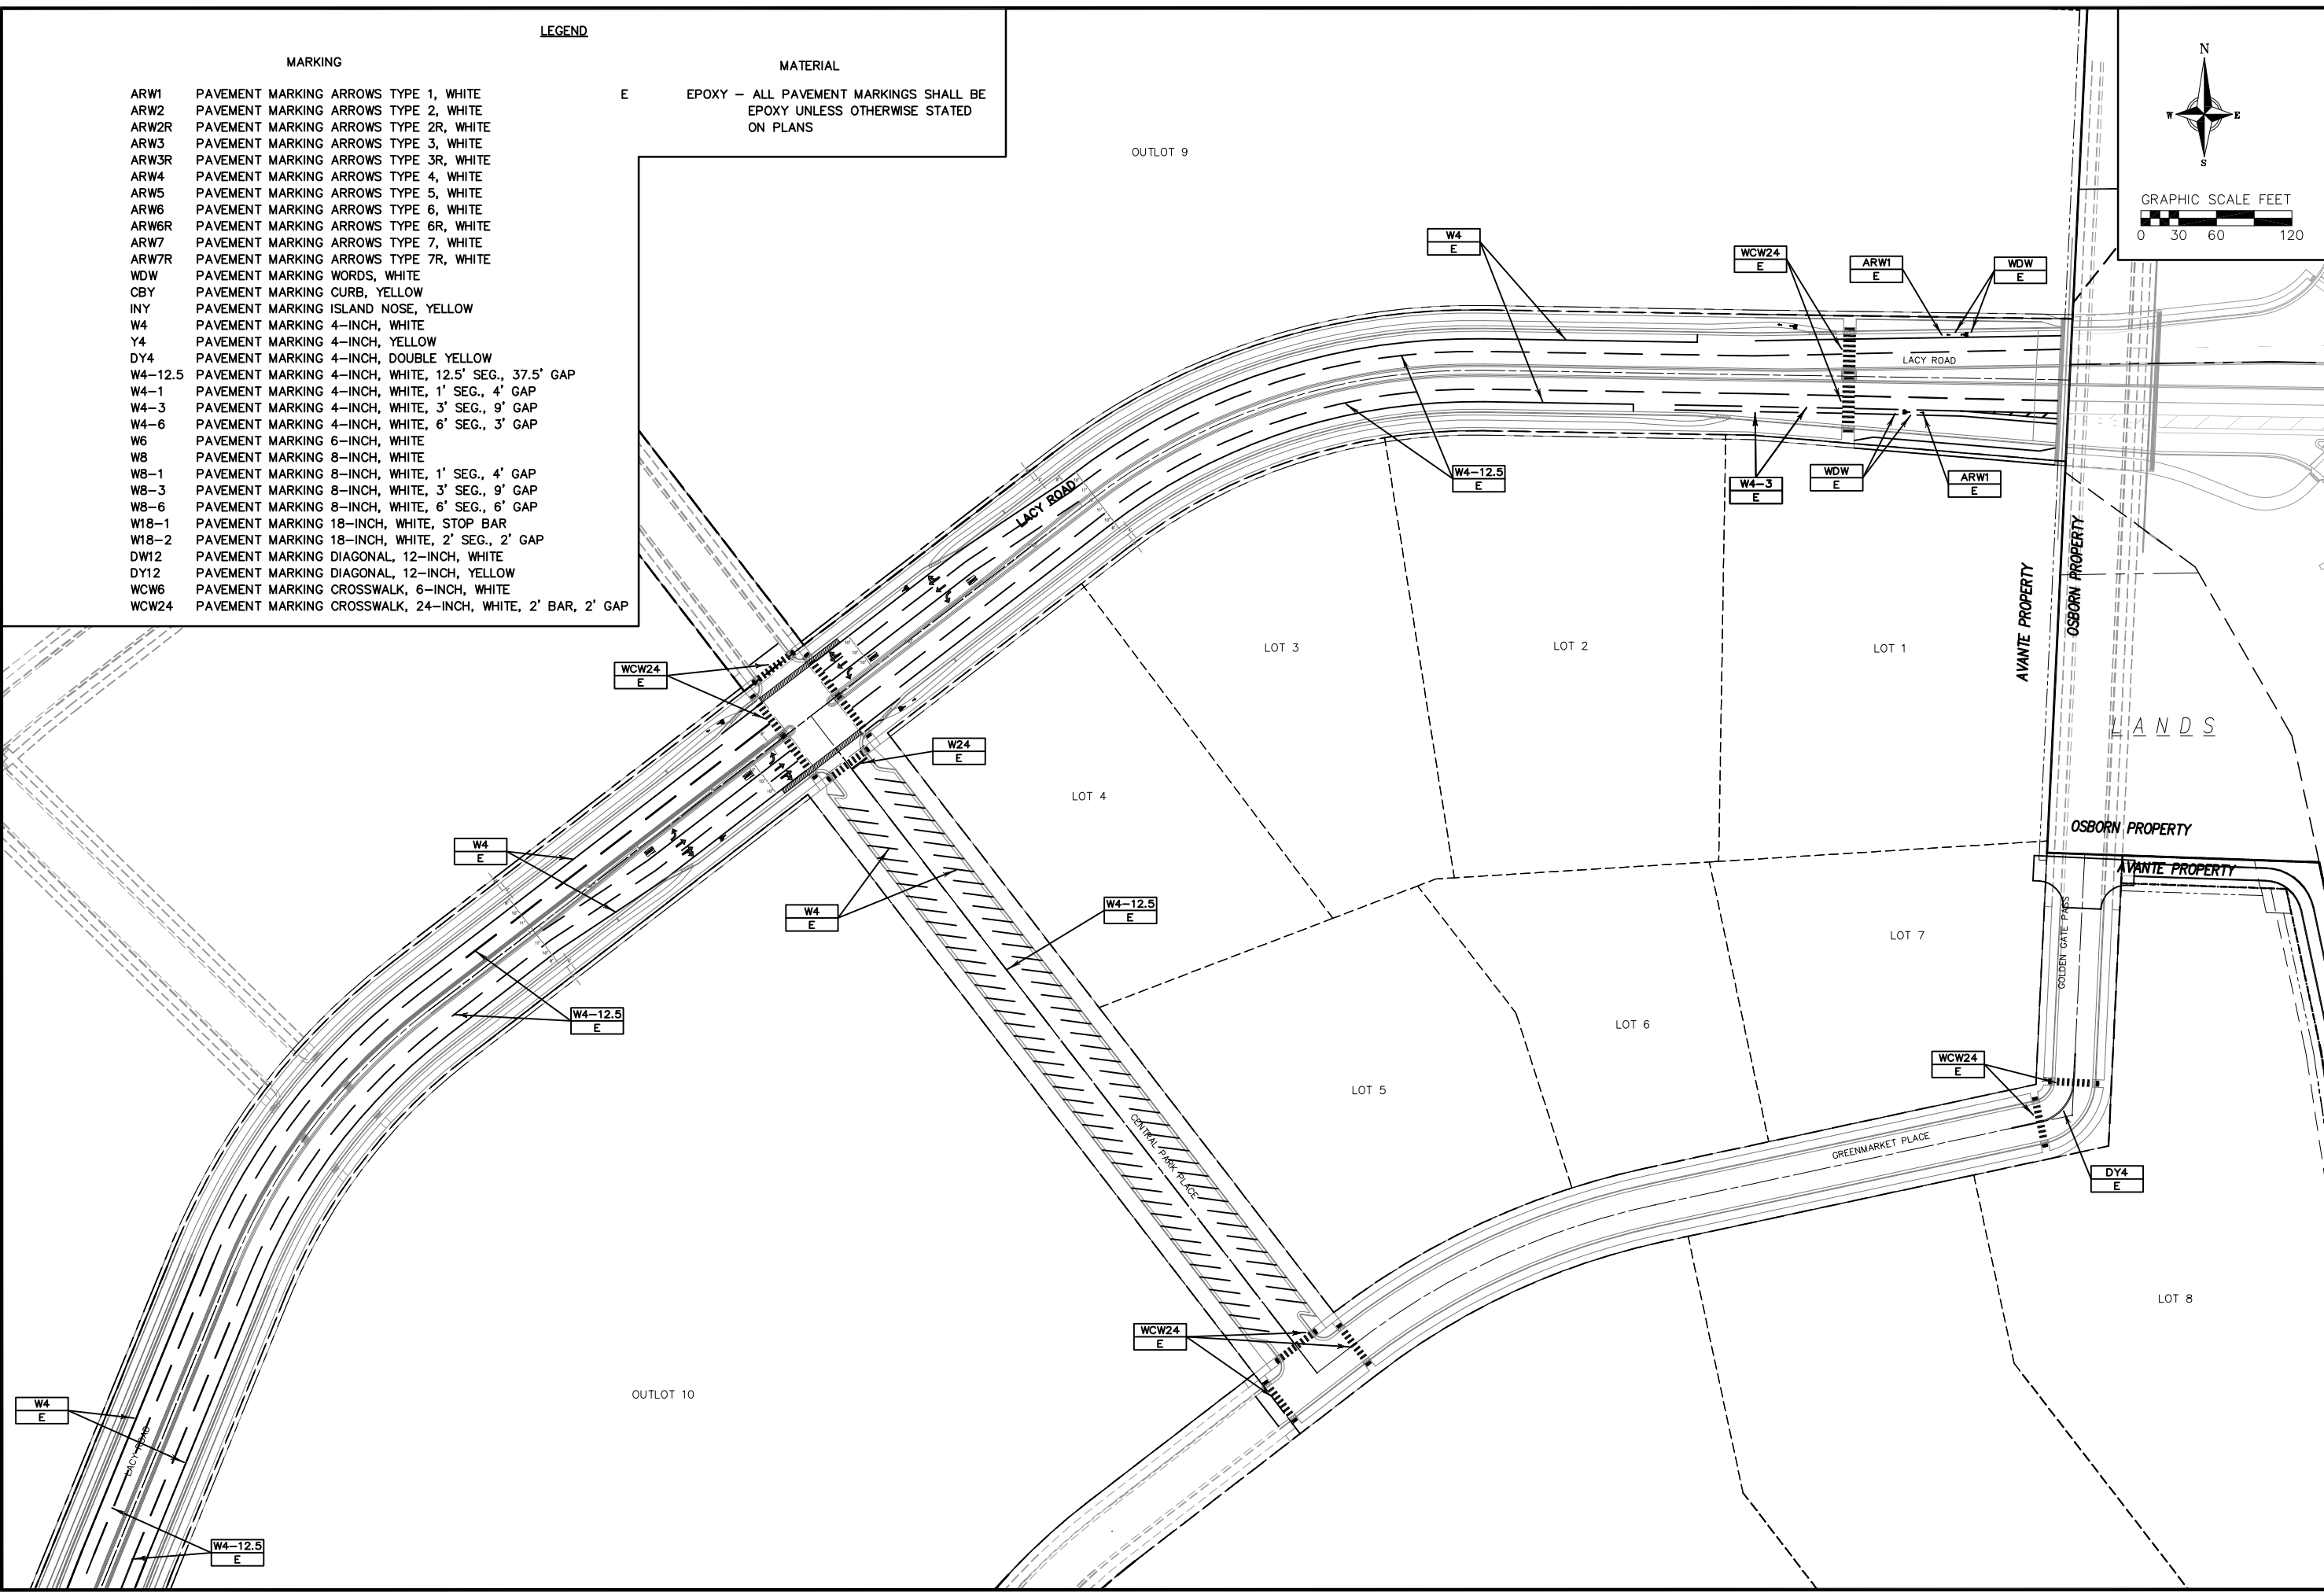 LEGEND
MARKING
ARW1 PAVEMENT MARKING ARROWS TYPE 1, WHITE
ARW2 PAVEMENT MARKING ARROWS TYPE 2, WHITE
ARW2R PAVEMENT MARKING ARROWS TYPE 2R, WHITE
ARW3 PAVEMENT MARKING ARROWS TYPE 3, WHITE
ARW3R PAVEMENT MARKING ARROWS TYPE 3R, WHITE
ARW4 PAVEMENT MARKING ARROWS TYPE 4, WHITE
ARW5 PAVEMENT MARKING ARROWS TYPE 5, WHITE
ARW6 PAVEMENT MARKING ARROWS TYPE 6, WHITE
ARW6R PAVEMENT MARKING ARROWS TYPE 6R, WHITE
ARW7 PAVEMENT MARKING ARROWS TYPE 7, WHITE
ARW7R PAVEMENT MARKING ARROWS TYPE 7R, WHITE
WDW PAVEMENT MARKING WORDS, WHITE
CBY PAVEMENT MARKING CURB, YELLOW
INY PAVEMENT MARKING ISLAND NOSE, YELLOW
W4 PAVEMENT MARKING 4-INCH, WHITE
Y4 PAVEMENT MARKING 4-INCH, YELLOW
DY4 PAVEMENT MARKING 4-INCH, DOUBLE YELLOW
W4-12.5 PAVEMENT MARKING 4-INCH, WHITE, 12.5' SEG., 37.5' GAP
W4-1 PAVEMENT MARKING 4-INCH, WHITE, 1' SEG., 4' GAP
W4-3 PAVEMENT MARKING 4-INCH, WHITE, 3' SEG., 9' GAP
W4-6 PAVEMENT MARKING 4-INCH, WHITE, 6' SEG., 3' GAP
W6 PAVEMENT MARKING 6-INCH, WHITE
W8 PAVEMENT MARKING 8-INCH, WHITE
W8-1 PAVEMENT MARKING 8-INCH, WHITE, 1' SEG., 4' GAP
W8-3 PAVEMENT MARKING 8-INCH, WHITE, 3' SEG., 9' GAP
W8-6 PAVEMENT MARKING 8-INCH, WHITE, 6' SEG., 6' GAP
W18-1 PAVEMENT MARKING 18-INCH, WHITE, STOP BAR
W18-2 PAVEMENT MARKING 18-INCH, WHITE, 2' SEG., 2' GAP
DW12 PAVEMENT MARKING DIAGONAL, 12-INCH, WHITE
DY12 PAVEMENT MARKING DIAGONAL, 12-INCH, YELLOW
WCW6 PAVEMENT MARKING CROSSWALK, 6-INCH, WHITE
WCW24 PAVEMENT MARKING CROSSWALK, 24-INCH, WHITE, 2' BAR, 2' GAP
MATERIAL
E EPOXY – ALL PAVEMENT MARKINGS SHALL BE
EPOXY UNLESS OTHERWISE STATED
ON PLANS
N
W E
S
GRAPHIC SCALE FEET
0 30 60 120
OUTLOT 9
W4
E
WCW24
E
ARW1
E
WDW
E
LACY ROAD
W4-12.5
E
W4-3
E
WDW
E
ARW1
E
LACY ROAD
AVANTE PROPERTY
OSBORN PROPERTY
LOT 3
LOT 2
LOT 1
WCW24
E
LANDS
W24
E
LOT 4
OSBORN PROPERTY
AVANTE PROPERTY
W4
E
W4
E
W4-12.5
E
GOLDEN GATE PASS
LOT 7
W4-12.5
E
LOT 6
WCW24
E
LOT 5
CENTRAL PARK PLACE
GREENMARKET PLACE
DY4
E
LOT 8
WCW24
E
OUTLOT 10
W4
E
LACY ROAD
W4-12.5
E